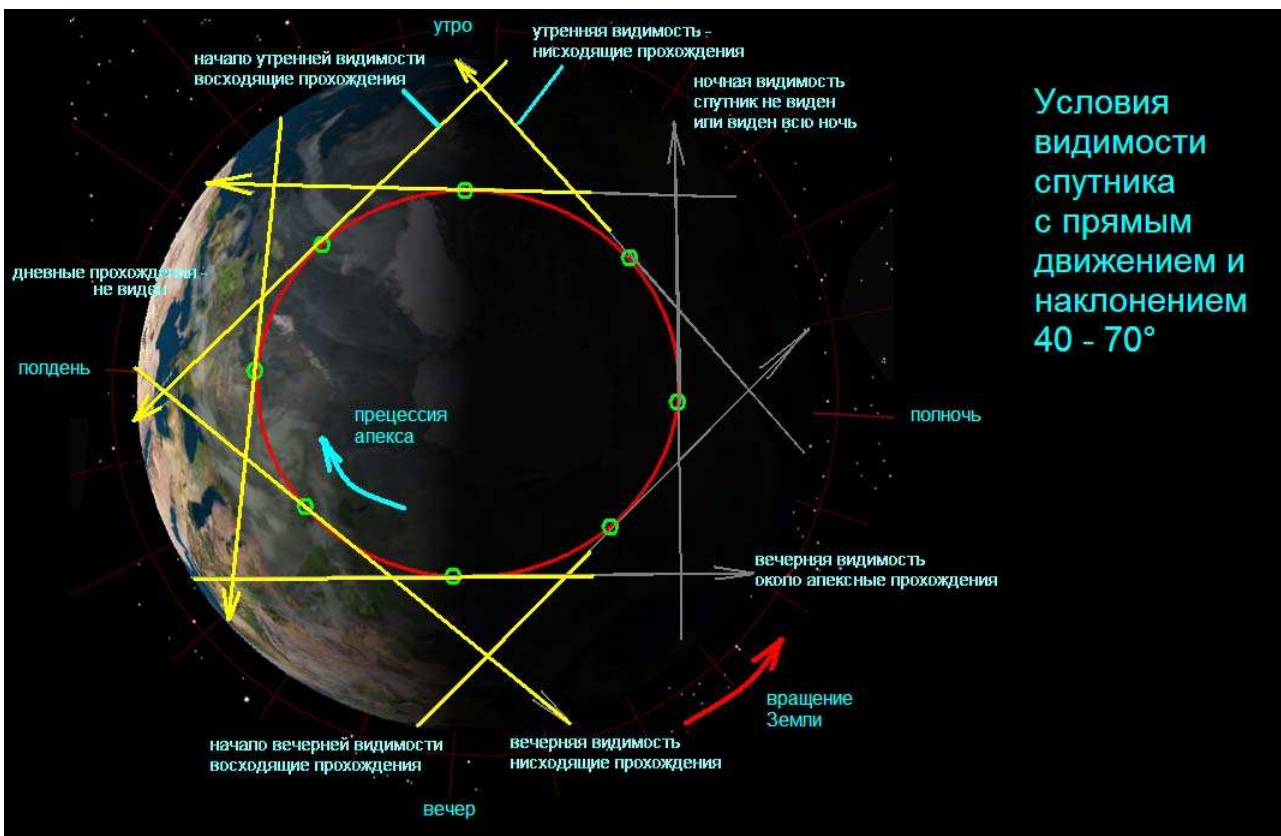 утро
утренняя видимость -
нисходящие прохождения
начало утренней видимости
восходящие прохождения
ночная видимость
спутник не виден
или виден всю ночь
Условия
видимости
спутника
с прямым
движением и
наклонением
40 - 70°
дневные прохождения -
не виден
полдень
прецессия
апекса
полночь
вечерняя видимость
около апексные прохождения
вращение
Земли
начало вечерней видимости
восходящие прохождения
вечерняя видимость
нисходящие прохождения
вечер